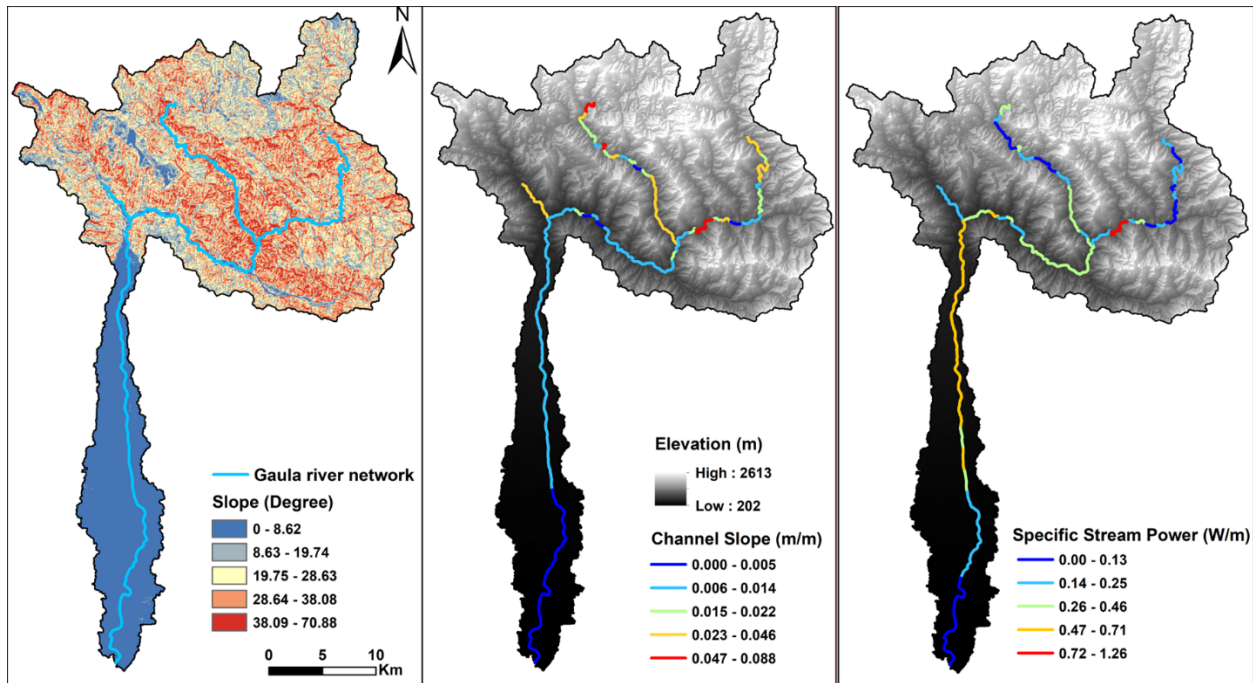 N
Gaula river network
Slope (Degree)
0 - 8.62
8.63 - 19.74
19.75 - 28.63
28.64 - 38.08
38.09 - 70.88
0 5 10
Km
Elevation (m)
High : 2613
Low : 202
Channel Slope (m/m)
0.000 - 0.005
0.006 - 0.014
0.015 - 0.022
0.023 - 0.046
0.047 - 0.088
Specific Stream Power (W/m)
0.00 - 0.13
0.14 - 0.25
0.26 - 0.46
0.47 - 0.71
0.72 - 1.26